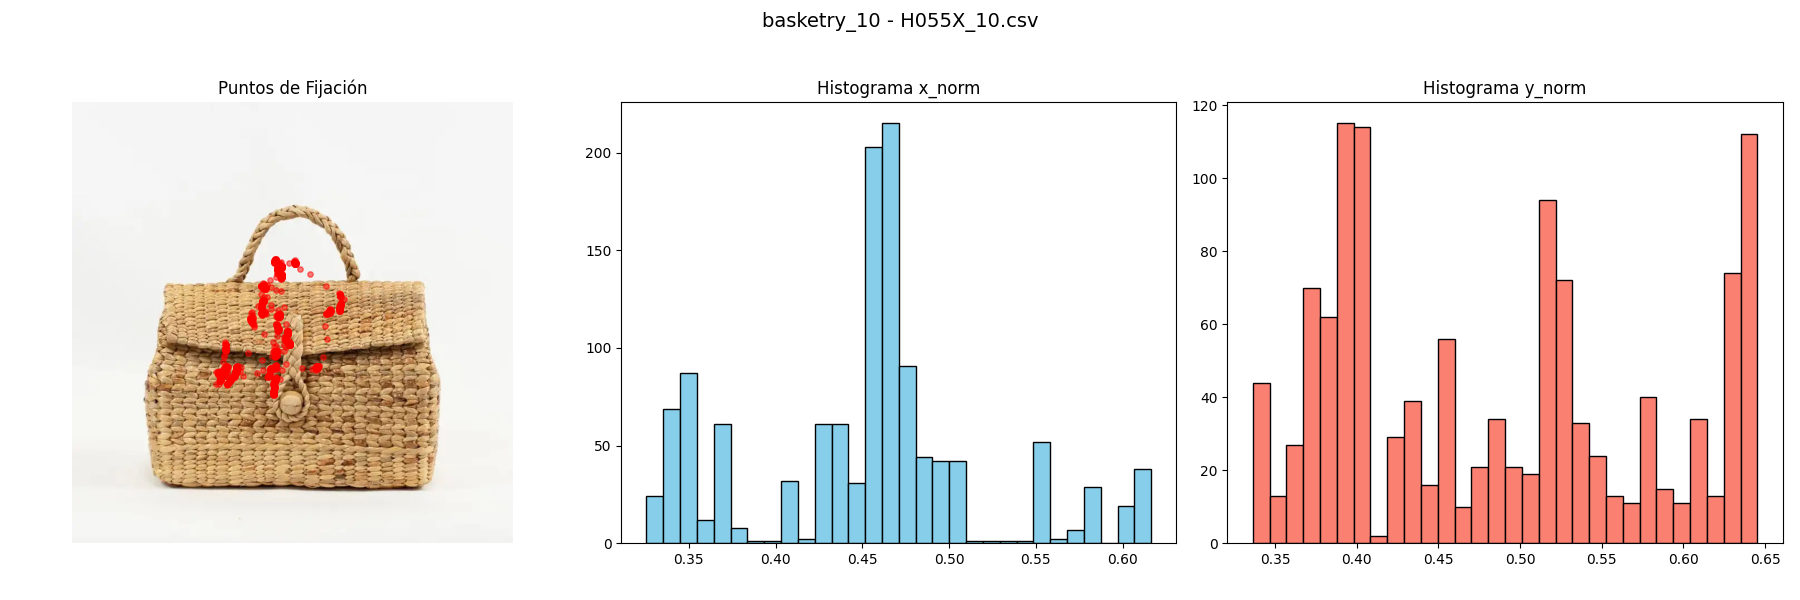 basketry_10 - H055X_10.csv
Puntos de Fijación
Histograma x_norm
Histograma y_norm
200
150
100
50
0
0.35 0.40 0.45 0.50 0.55 0.60
120
100
80
60
40
20
0
0.35 0.40 0.45 0.50 0.55 0.60 0.65